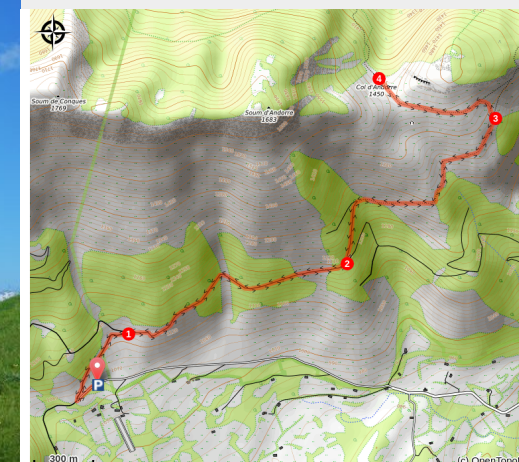 4
Col d'Andorre
1450
Soum de Conques
1769
Soum d'Andorre
1683
3
2
1
P
300 m
(c) OpenTopo